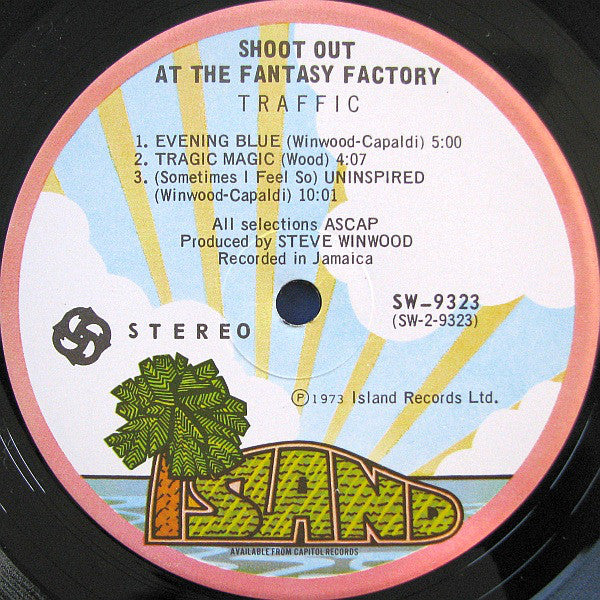 SHOOT OUT
AT THE FANTASY FACTORY
TRAFFIC
1. EVENING BLUE (Winwood-Capaldi) 5:00
2. TRAGIC MAGIC (Wood) 4:07
3. (Sometimes I Feel So) UNINSPIRED
(Winwood-Capaldi) 10:01
All selections ASCAP
Produced by STEVE WINWOOD
Recorded in Jamaica
SW-9323
(SW-2-9323)
STEREO
℗1973 Island Records Ltd.
ISLAND
AVAILABLE FROM CAPITOL RECORDS